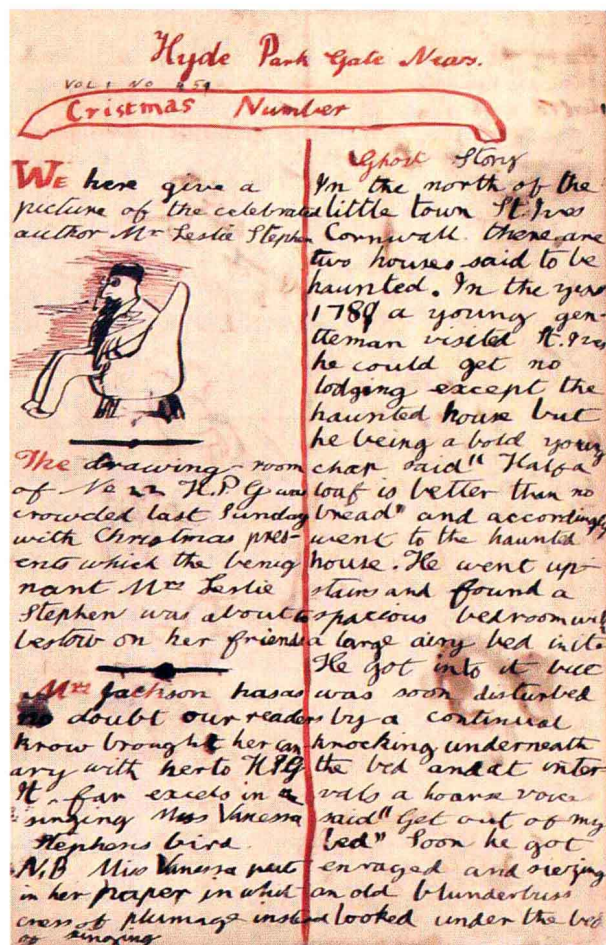 Hyde Park Gate News.
VOL 1 NO
Cristmas Number
We here give a
picture of the celebrated
author Mr Leslie Stephen
The drawing-room
of No 22 H.P.G was
crowded last Sunday
with Christmas pres-
ents which the benig
nant Mrs Leslie
Stephen was about to
bestow on her friends
Mrs Jackson has as
no doubt our readers
know brought her can
ary with her to H.P.G
It far excels in
singing Miss Vanessa
Stephens bird.
N.B Miss Vanessa put
in her paper in whit
cress of plumage instead
of singing
Ghost Story
In the north of the
little town St. Ives
Cornwall. there are
two houses said to be
haunted. In the year
1789 a young gen-
tleman visited St. Ives
he could get no
lodging except the
haunted house but
he being a bold young
chap said "Half a
loaf is better than no
bread" and accordingly
went to the haunted
house. He went up-
stairs and found a
spacious bedroom with
a large airy bed in it.
He got into it but
was soon disturbed
by a continual
knocking underneath
the bed and at inter
vals a hoarse voice
said "Get out of my
bed" Soon he got
enraged and siezing
an old blunderbuss
looked under the bed